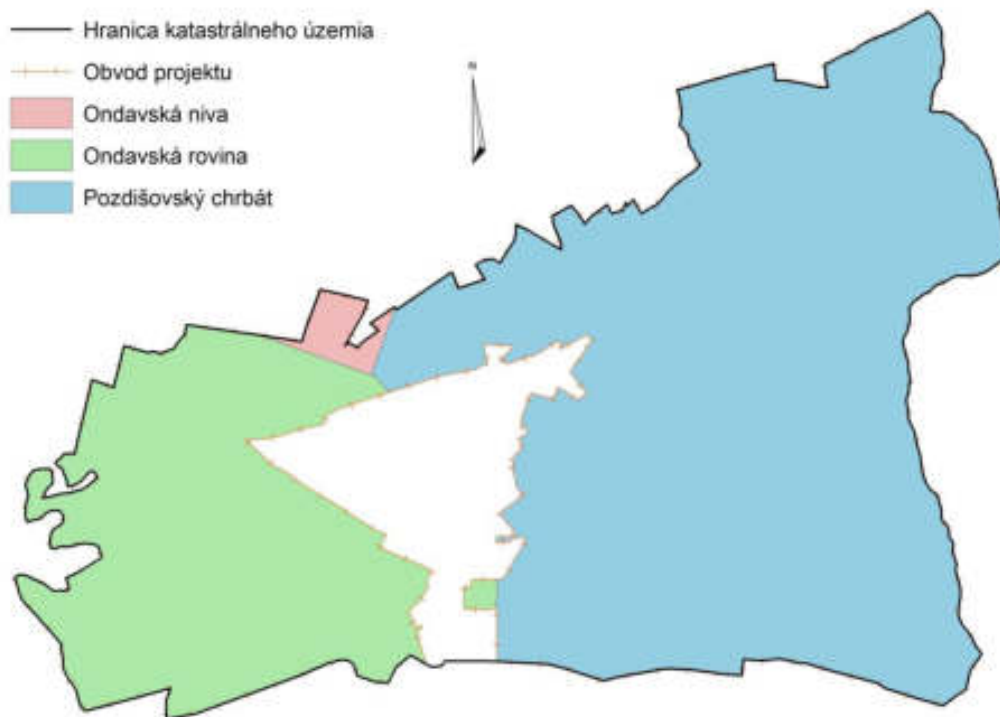 Hranica katastrálneho územia
Obvod projektu
Ondavská niva
Ondavská rovina
Pozdišovský chrbát
N